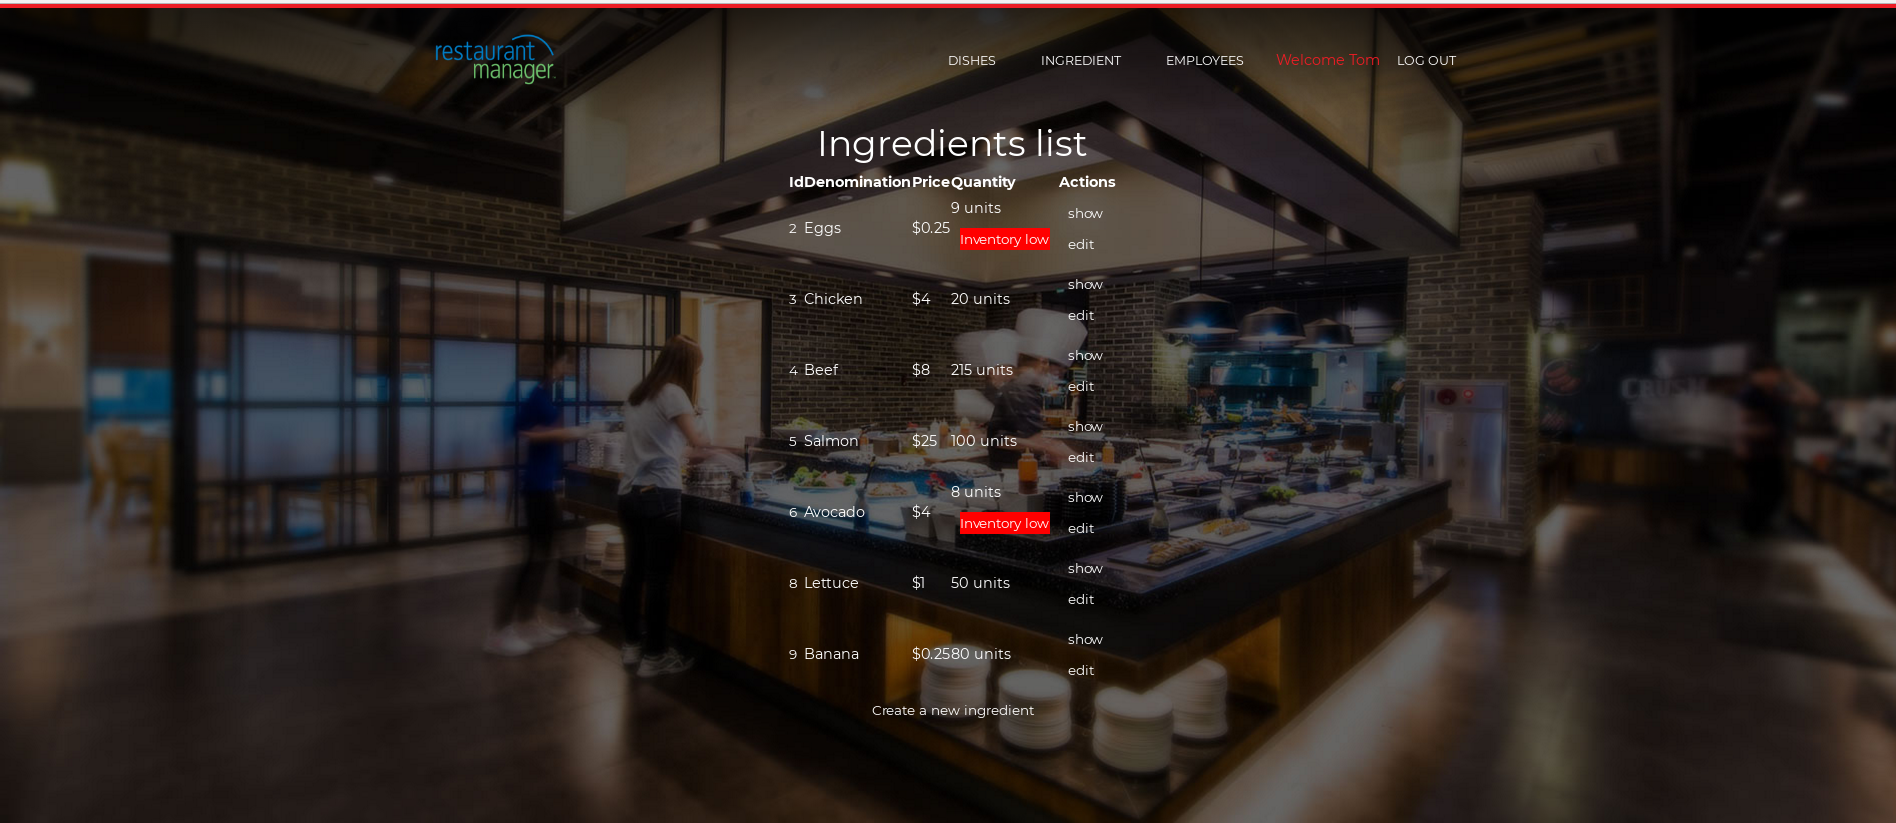 restaurant
manager
DISHES INGREDIENT EMPLOYEES Welcome Tom LOG OUT
Ingredients list
Id Denomination Price Quantity Actions
2 Eggs $0.25 9 units show
Inventory low edit
3 Chicken $4 20 units show
edit
4 Beef $8 215 units show
edit
5 Salmon $25 100 units show
edit
6 Avocado $4 8 units show
Inventory low edit
8 Lettuce $1 50 units show
edit
9 Banana $0.25 80 units show
edit
Create a new ingredient
CRUSH